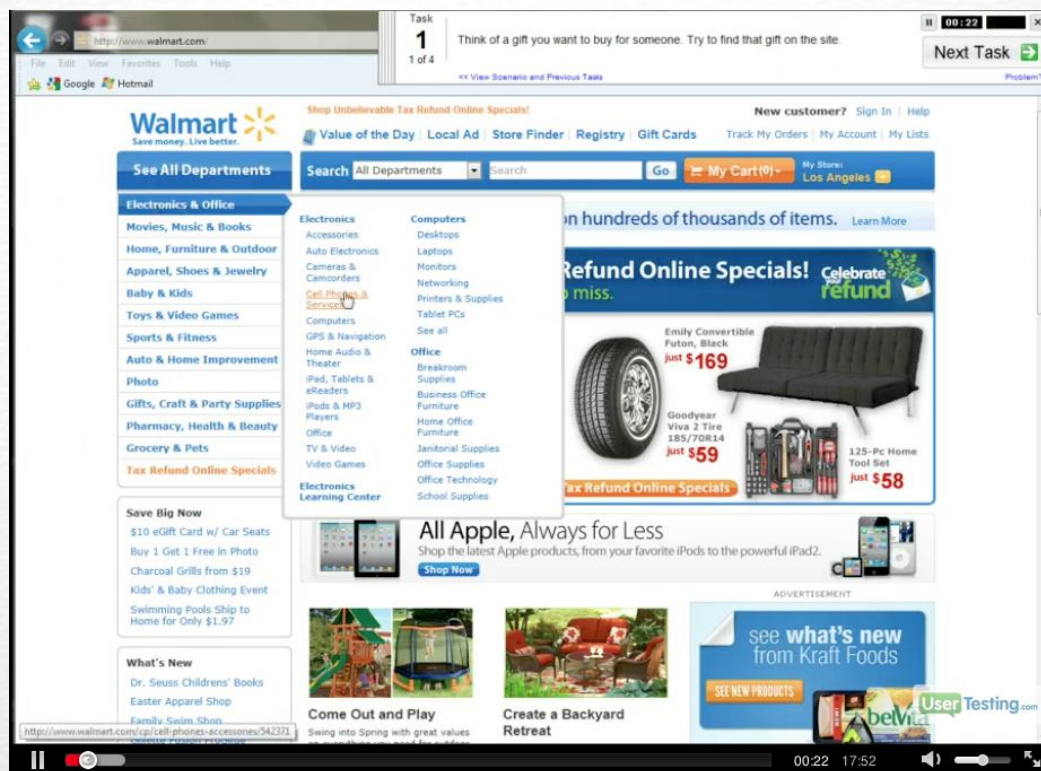 Task
1
1 of 4
Think of a gift you want to buy for someone. Try to find that gift on the site.
<< View Scenario and Previous Tasks
00:22
Next Task
Problem?
http://www.walmart.com/
File Edit View Favorites Tools Help
Google Hotmail
Walmart
Save money. Live better.
Shop Unbelievable Tax Refund Online Specials!
New customer? Sign In | Help
Value of the Day | Local Ad | Store Finder | Registry | Gift Cards
Track My Orders | My Account | My Lists
See All Departments
Search All Departments Search Go
My Cart (0)
My Store:
Los Angeles
Electronics & Office
Movies, Music & Books
Home, Furniture & Outdoor
Apparel, Shoes & Jewelry
Baby & Kids
Toys & Video Games
Sports & Fitness
Auto & Home Improvement
Photo
Gifts, Craft & Party Supplies
Pharmacy, Health & Beauty
Grocery & Pets
Tax Refund Online Specials
Electronics
Accessories
Auto Electronics
Cameras &
Camcorders
Cell Phones &
Services
Computers
GPS & Navigation
Home Audio &
Theater
iPad, Tablets &
eReaders
iPods & MP3
Players
Office
TV & Video
Video Games
Electronics
Learning Center
Computers
Desktops
Laptops
Monitors
Networking
Printers & Supplies
Tablet PCs
See all
Office
Breakroom
Supplies
Business Office
Furniture
Home Office
Furniture
Janitorial Supplies
Office Supplies
Office Technology
School Supplies
on hundreds of thousands of items. Learn More
Refund Online Specials!
o miss.
Celebrate
your
refund
Emily Convertible
Futon, Black
just $169
Goodyear
Viva 2 Tire
185/70R14
just $59
125-Pc Home
Tool Set
just $58
Tax Refund Online Specials
Save Big Now
$10 eGift Card w/ Car Seats
Buy 1 Get 1 Free in Photo
Charcoal Grills from $19
Kids' & Baby Clothing Event
Swimming Pools Ship to
Home for Only $1.97
What's New
Dr. Seuss Childrens' Books
Easter Apparel Shop
Family Swim Shop
All Apple, Always for Less
Shop the latest Apple products, from your favorite iPods to the powerful iPad2.
Shop Now
ADVERTISEMENT
Come Out and Play
Swing into Spring with great values
Create a Backyard
Retreat
see what's new
from Kraft Foods
SEE NEW PRODUCTS
belVita
UserTesting.com
http://www.walmart.com/cp/cell-phones-accessories/542371
00:22 17:52